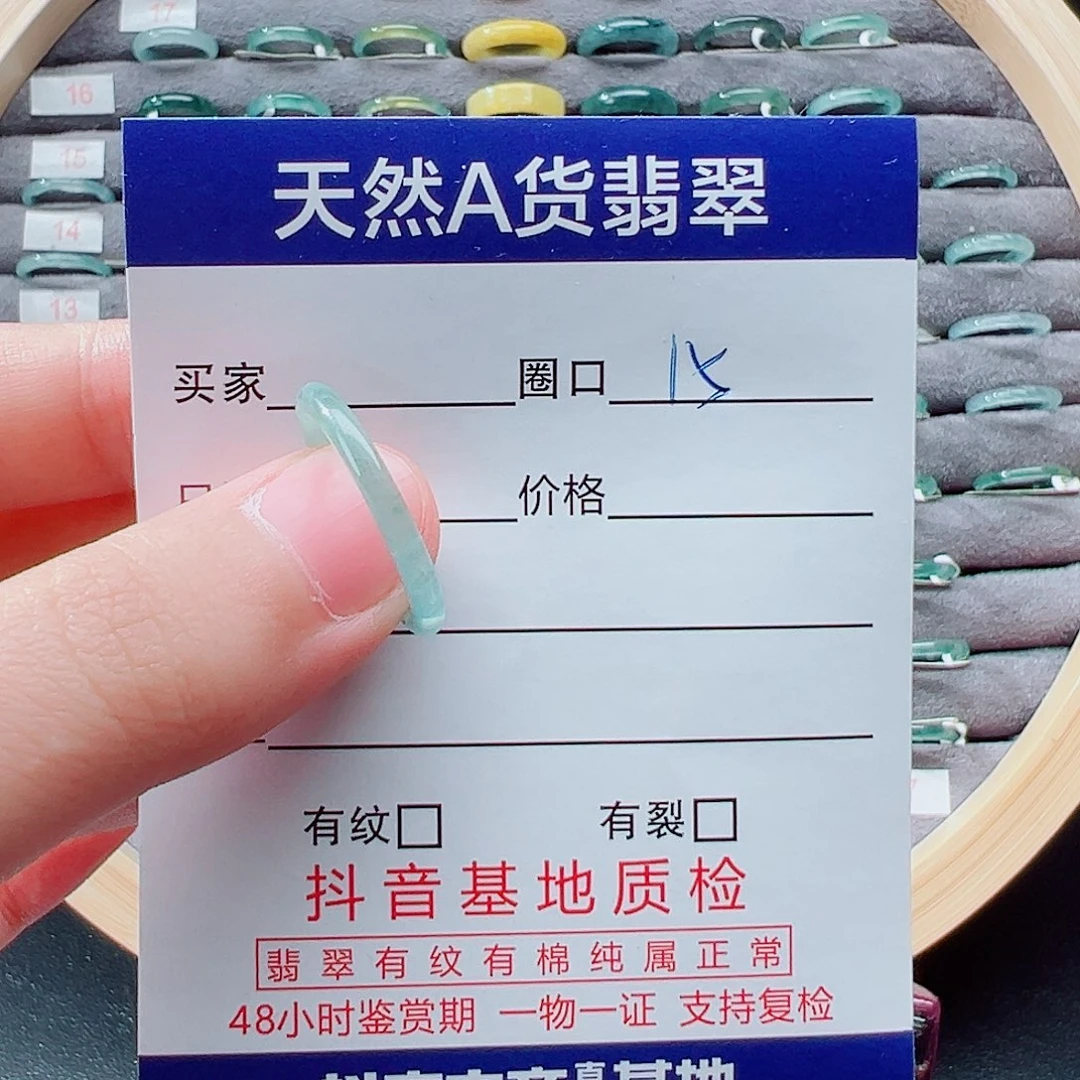 17
16
15
14
13
天然A货翡翠
买家 圈口 15
价格
有纹□ 有裂□
抖音基地质检
翡翠有纹有棉纯属正常
48小时鉴赏期 一物一证 支持复检